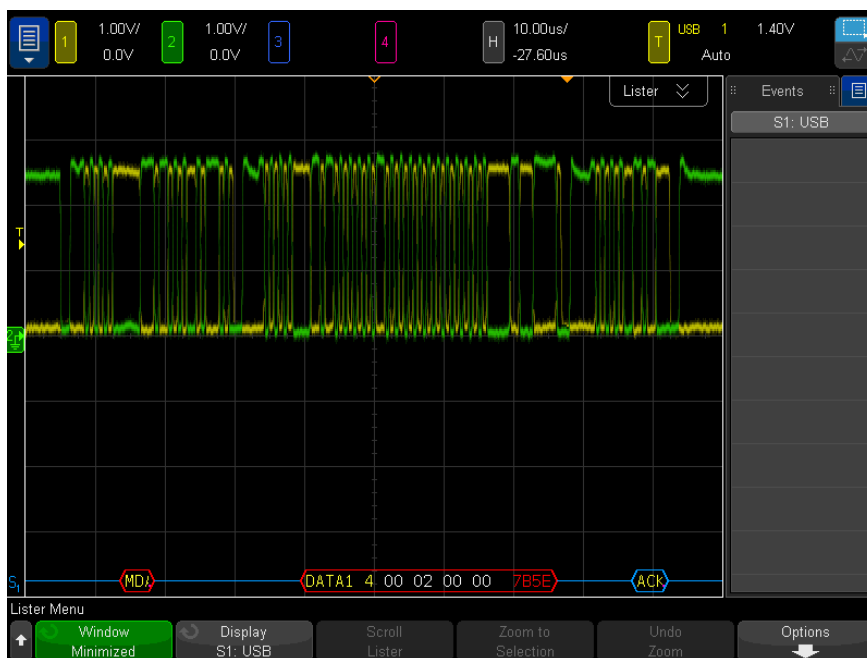 1 1.00V/ 2 1.00V/ 3 4 H 10.00us/ T USB 1 1.40V
0.0V 0.0V -27.60us Auto
Lister Events
S1: USB
T
2
S1 MDA DATA1 4 00 02 00 00 7B5E ACK
Lister Menu
Window Display Scroll Zoom to Undo Options
Minimized S1: USB Lister Selection Zoom